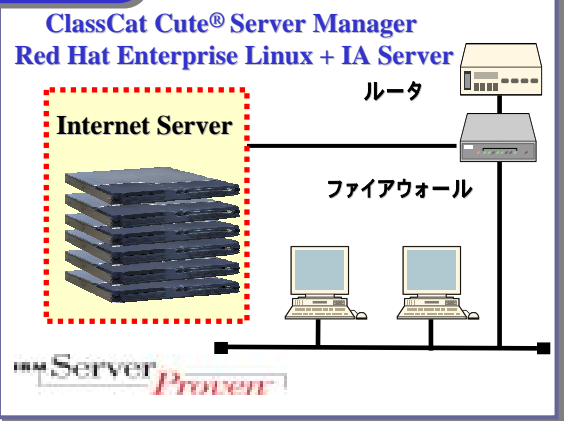 ClassCat Cute® Server Manager
Red Hat Enterprise Linux + IA Server
ルータ
Internet Server
ファイアウォール
IBM Server
Proven